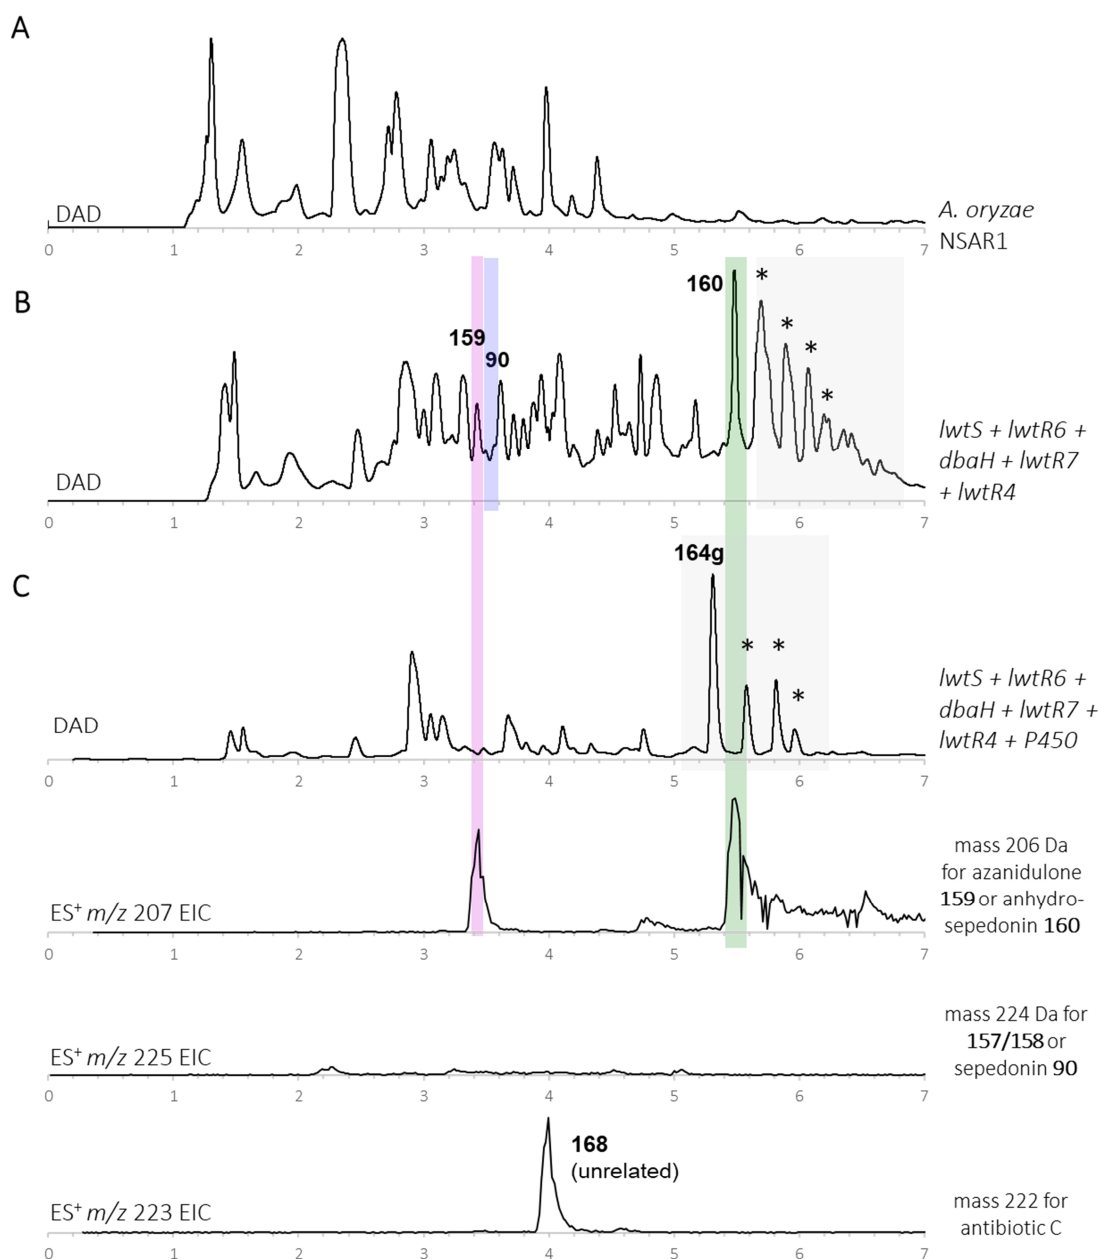 A
DAD
0 1 2 3 4 5 6 7
A. oryzae
NSAR1
B
159
90
160
*
*
*
*
DAD
0 1 2 3 4 5 6 7
lwtS + lwtR6 +
dbaH + lwtR7
+ lwtR4
C
164g
*
*
*
DAD
0 1 2 3 4 5 6 7
lwtS + lwtR6 +
dbaH + lwtR7 +
lwtR4 + P450
ES+ m/z 207 EIC
0 1 2 3 4 5 6 7
mass 206 Da
for azanidulone
159 or anhydro-
sepedonin 160
ES+ m/z 225 EIC
0 1 2 3 4 5 6 7
mass 224 Da for
157/158 or
sepedonin 90
168
(unrelated)
ES+ m/z 223 EIC
0 1 2 3 4 5 6 7
mass 222 for
antibiotic C